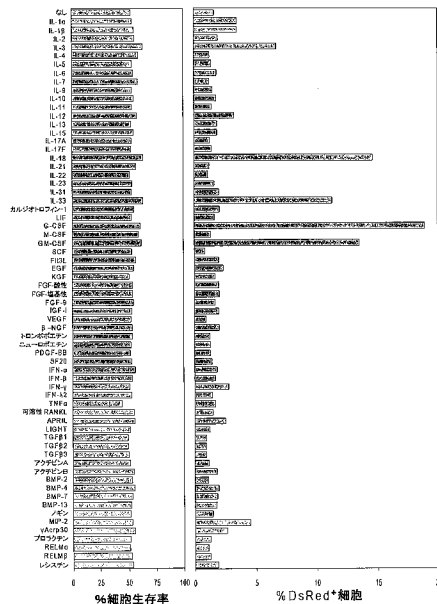 なし
IL-1α
IL-1β
IL-2
IL-3
IL-4
IL-5
IL-6
IL-7
IL-9
IL-10
IL-11
IL-12
IL-13
IL-15
IL-17A
IL-17F
IL-18
IL-21
IL-22
IL-23
IL-31
IL-33
カルジオトロフィン-1
LIF
G-CSF
M-CSF
GM-CSF
SCF
Flt3L
EGF
KGF
FGF-酸性
FGF-塩基性
FGF-9
IGF-I
VEGF
β-NGF
トロンボポエチン
ニューロポエチン
PDGF-BB
SF20
IFN-α
IFN-β
IFN-γ
IFN-λ2
TNFα
可溶性 RANKL
APRIL
LIGHT
TGFβ1
TGFβ2
TGFβ3
アクチビンA
アクチビンB
BMP-2
BMP-4
BMP-7
BMP-13
ノギン
MIP-2
gAcrp30
プロラクチン
RELMα
RELMβ
レジスチン
0 25 50 75 100
0 5 10 15 20
%細胞生存率
%DsRed⁺細胞